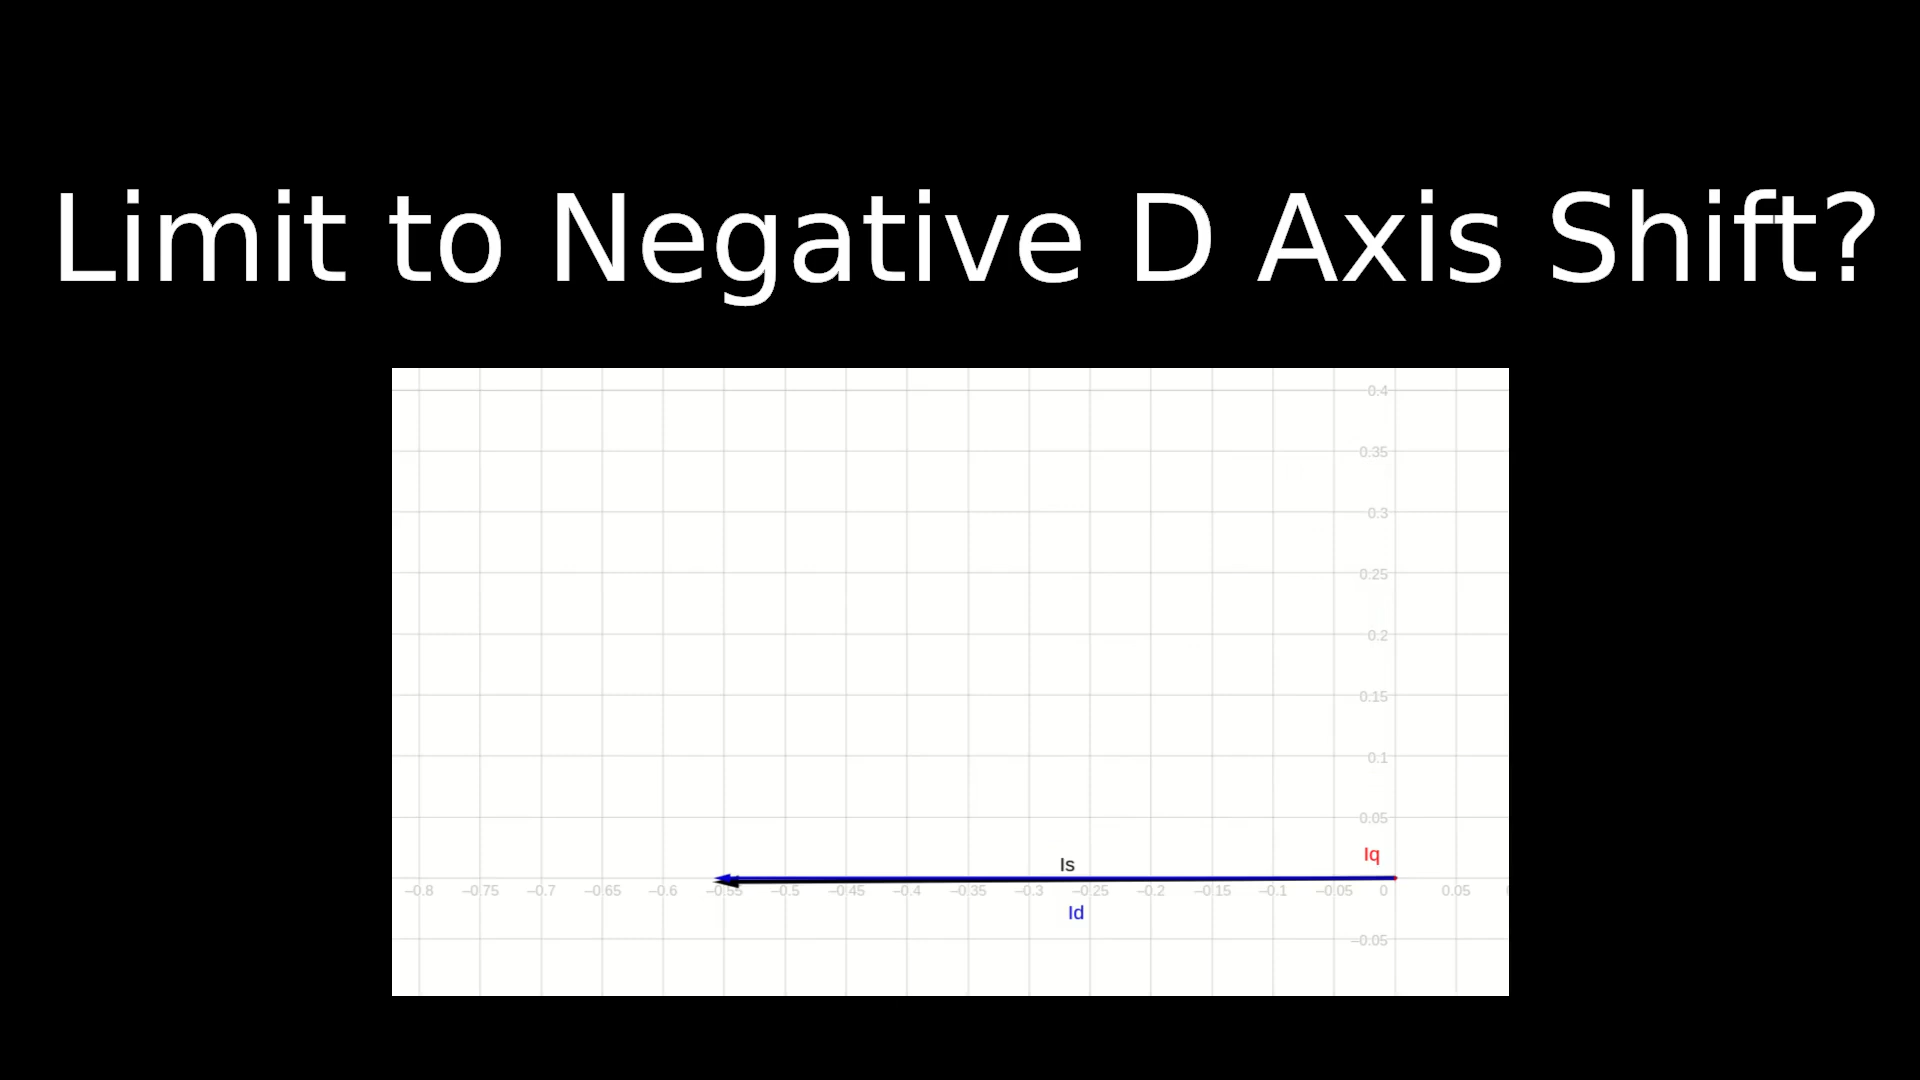 Limit to Negative D Axis Shift?
0.4
0.35
0.3
0.25
0.2
0.15
0.1
0.05
Iq
Is
−0.8 −0.75 −0.7 −0.65 −0.6 −0.55 −0.5 −0.45 −0.4 −0.35 −0.3 −0.25 −0.2 −0.15 −0.1 −0.05 0 0.05
Id
−0.05